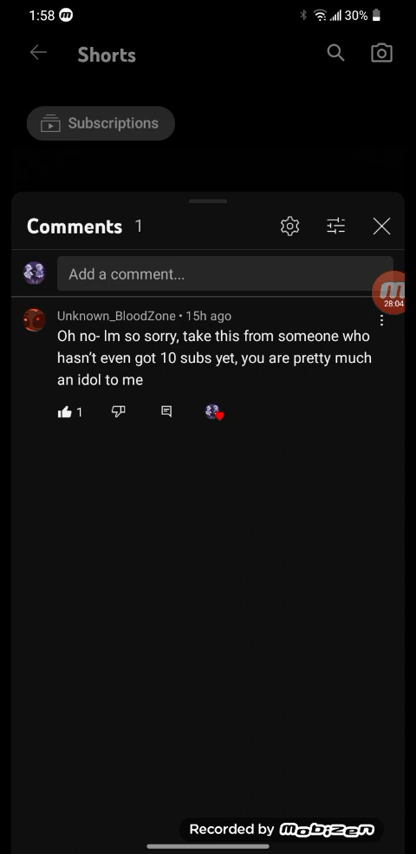 1:58 30%
Shorts
Subscriptions
Comments 1
Add a comment...
28:04
Unknown_BloodZone • 15h ago
Oh no- Im so sorry, take this from someone who
hasn't even got 10 subs yet, you are pretty much
an idol to me
1
Recorded by mobizen